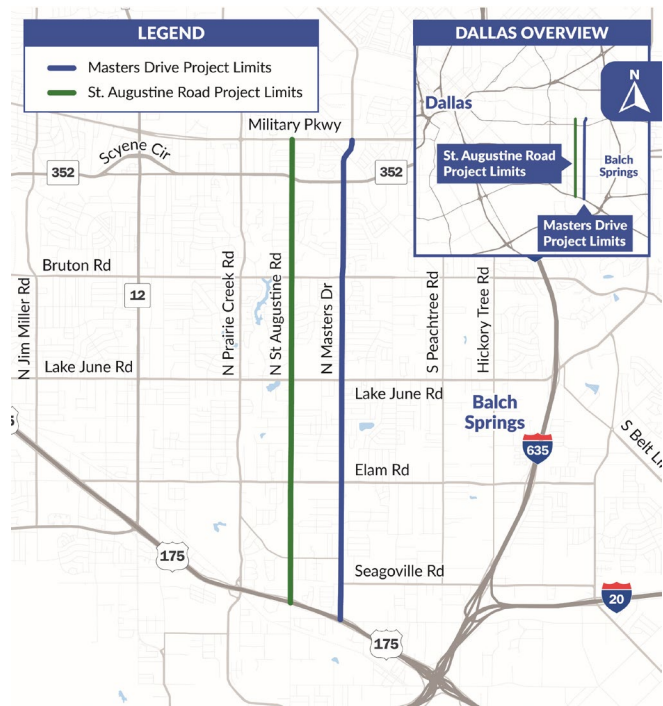 LEGEND
Masters Drive Project Limits
St. Augustine Road Project Limits
DALLAS OVERVIEW
N
Dallas
St. Augustine Road
Project Limits
Balch
Springs
Masters Drive
Project Limits
Military Pkwy
Scyene Cir
352
352
Bruton Rd
12
N Jim Miller Rd
N Prairie Creek Rd
N St Augustine Rd
N Masters Dr
S Peachtree Rd
Hickory Tree Rd
Lake June Rd
Lake June Rd
Balch
Springs
635
S Belt Li
Elam Rd
175
Seagoville Rd
20
175